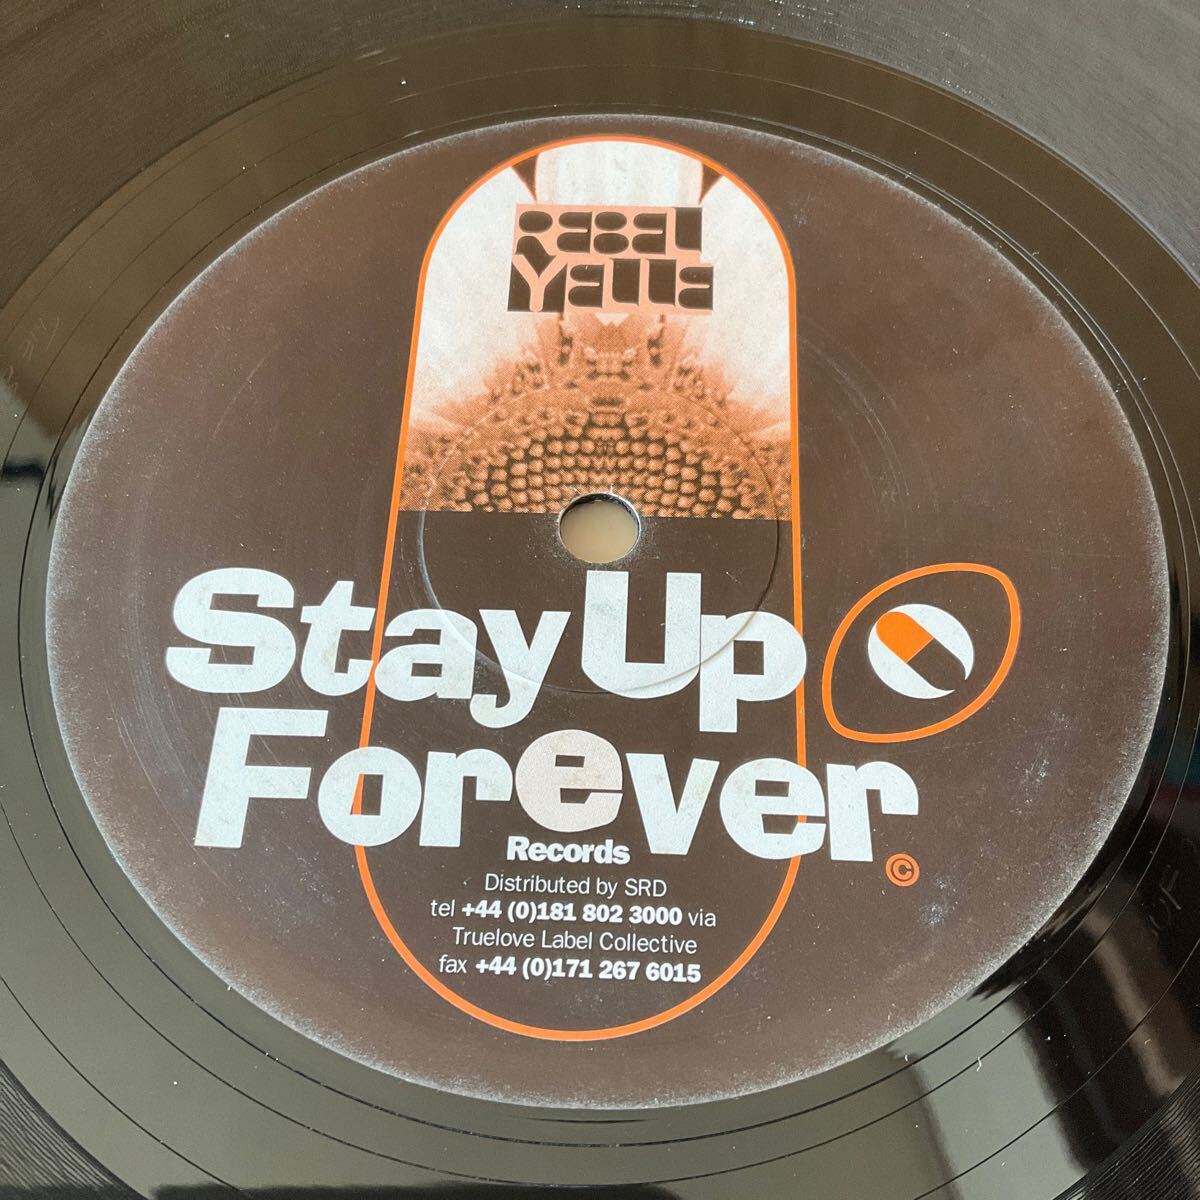 Rebel
Yelle
Stay Up
Forever
©
Records
Distributed by SRD
tel +44 (0)181 802 3000 via
Truelove Label Collective
fax +44 (0)171 267 6015